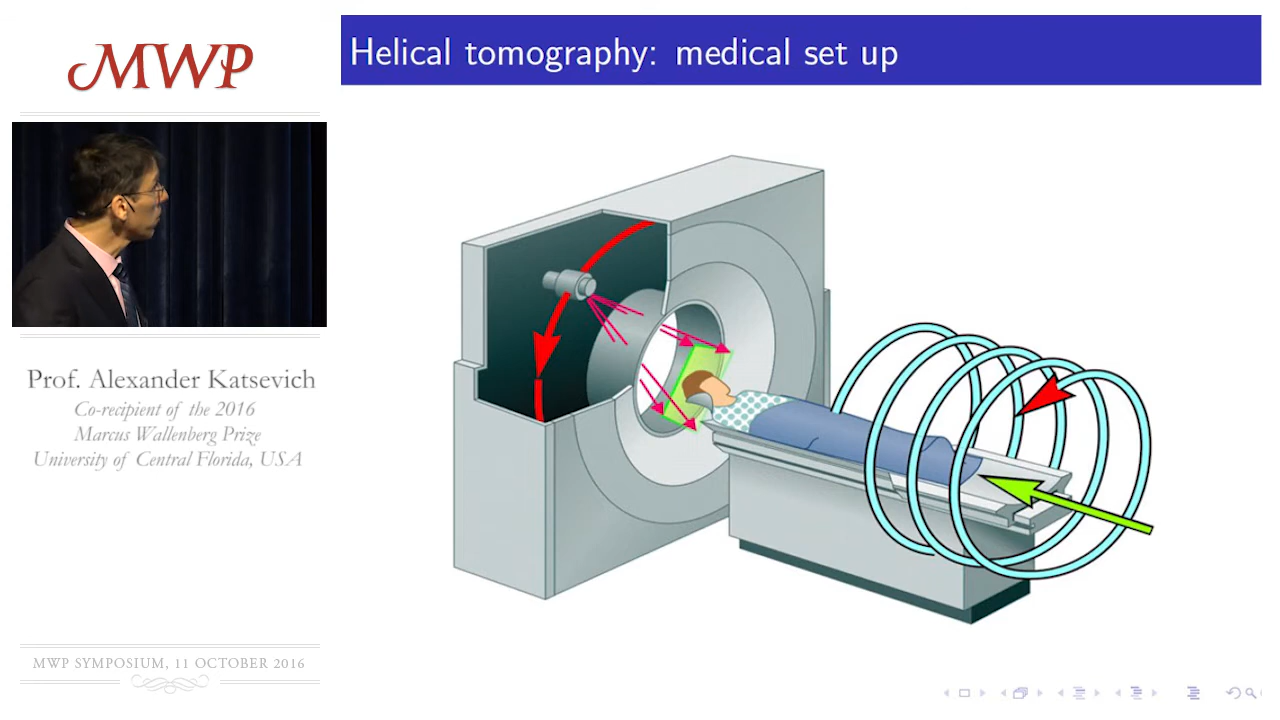 MWP
Helical tomography: medical set up
Prof. Alexander Katsevich
Co-recipient of the 2016
Marcus Wallenberg Prize
University of Central Florida, USA
MWP SYMPOSIUM, 11 OCTOBER 2016